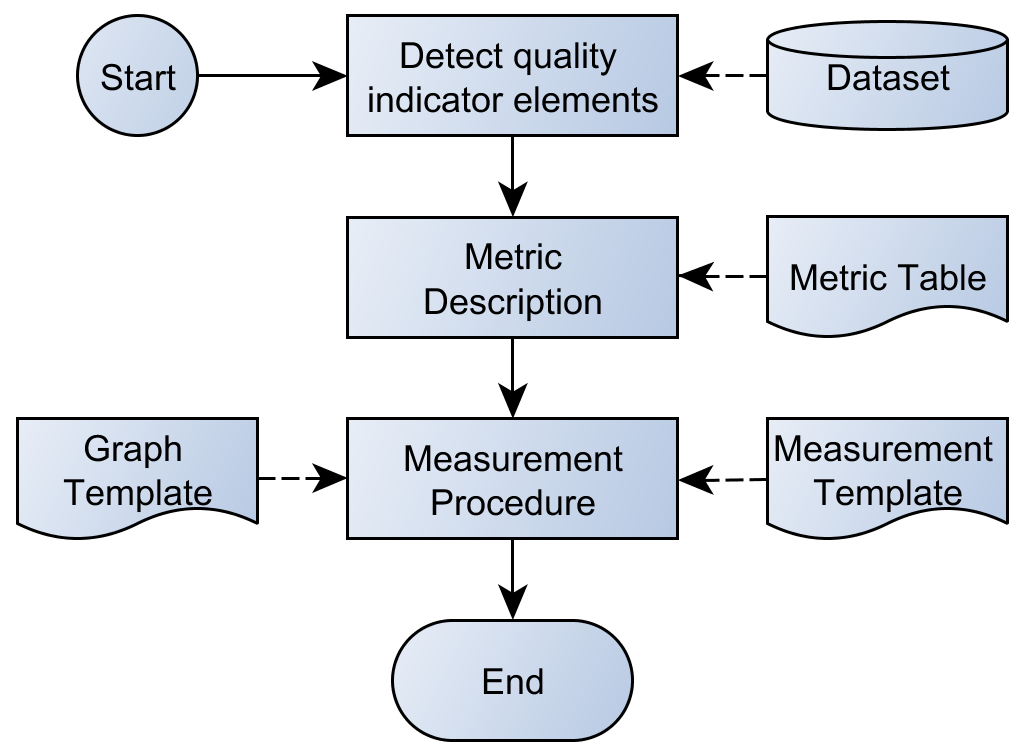 Start
Detect quality
indicator elements
Dataset
Metric
Description
Metric Table
Graph
Template
Measurement
Procedure
Measurement
Template
End